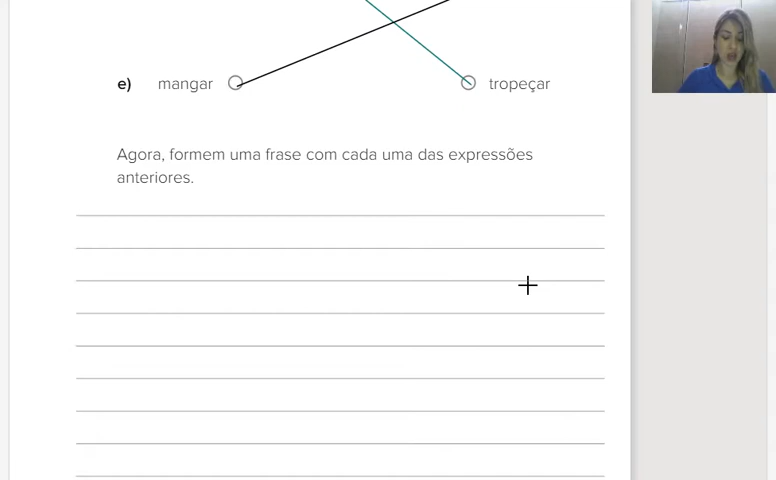 e) mangar tropeçar
Agora, formem uma frase com cada uma das expressões
anteriores.